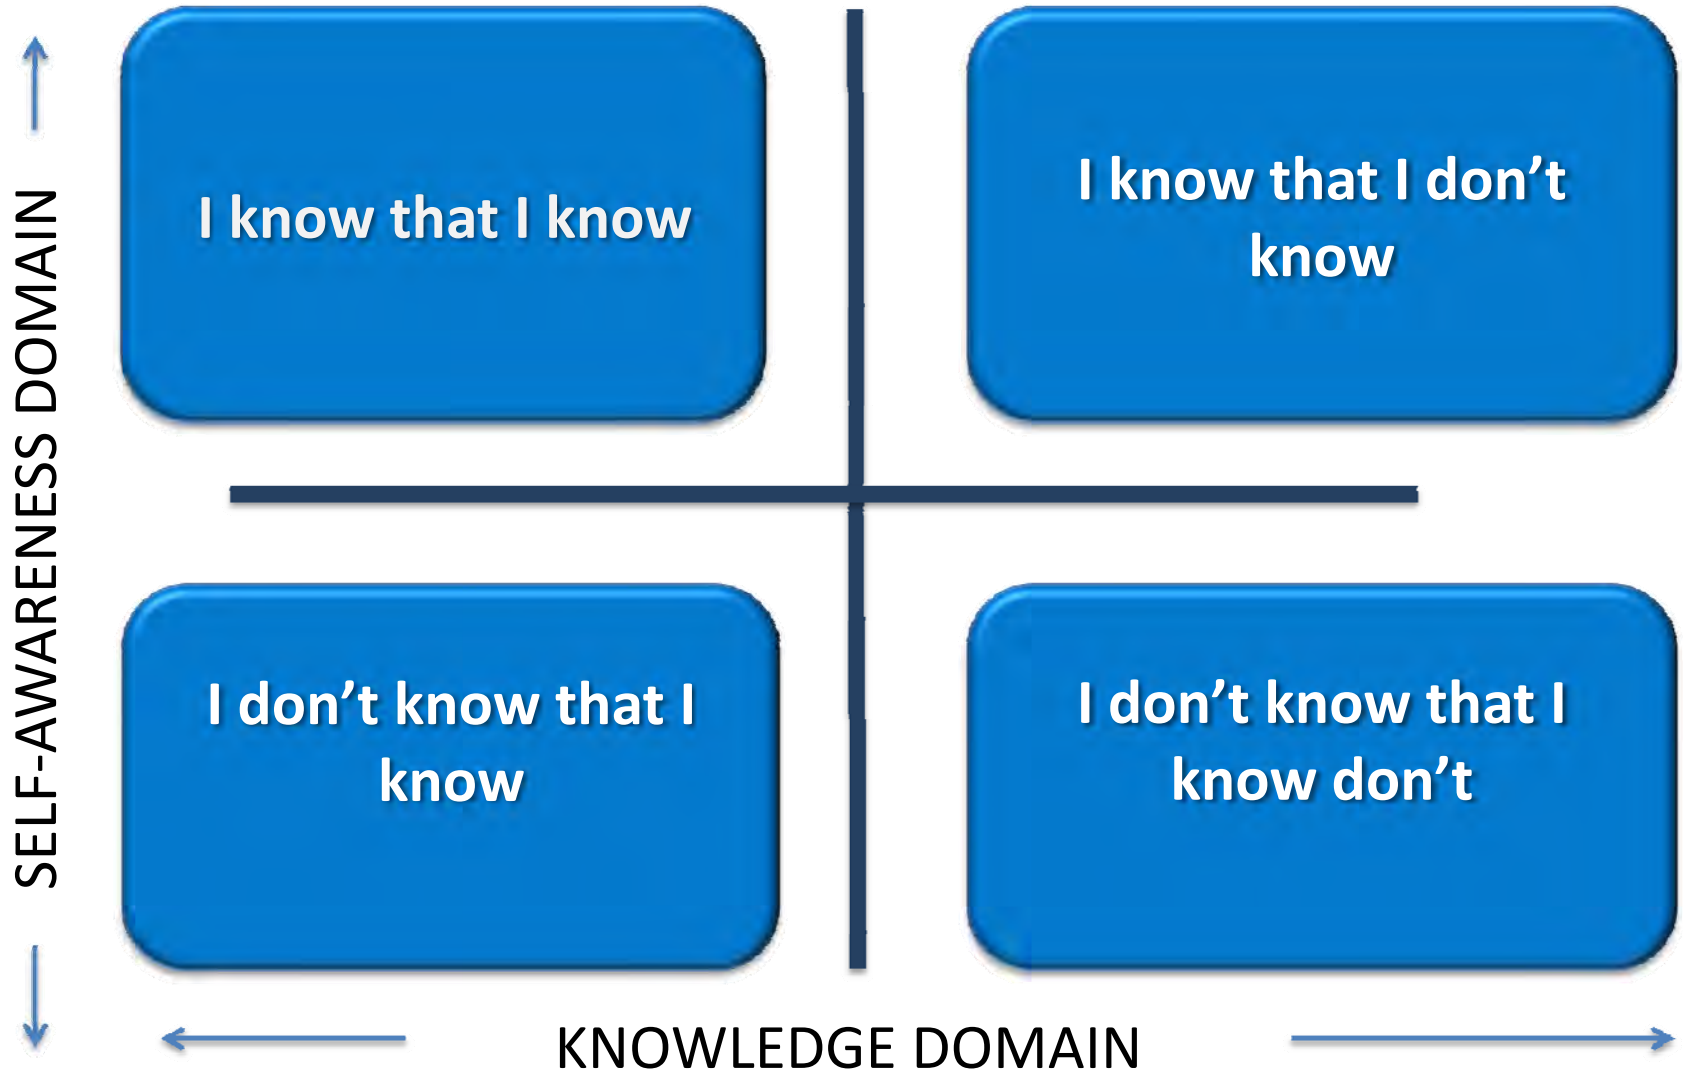 SELF-AWARENESS DOMAIN
I know that I know
I know that I don’t
know
I don’t know that I
know
I don’t know that I
know don’t
KNOWLEDGE DOMAIN